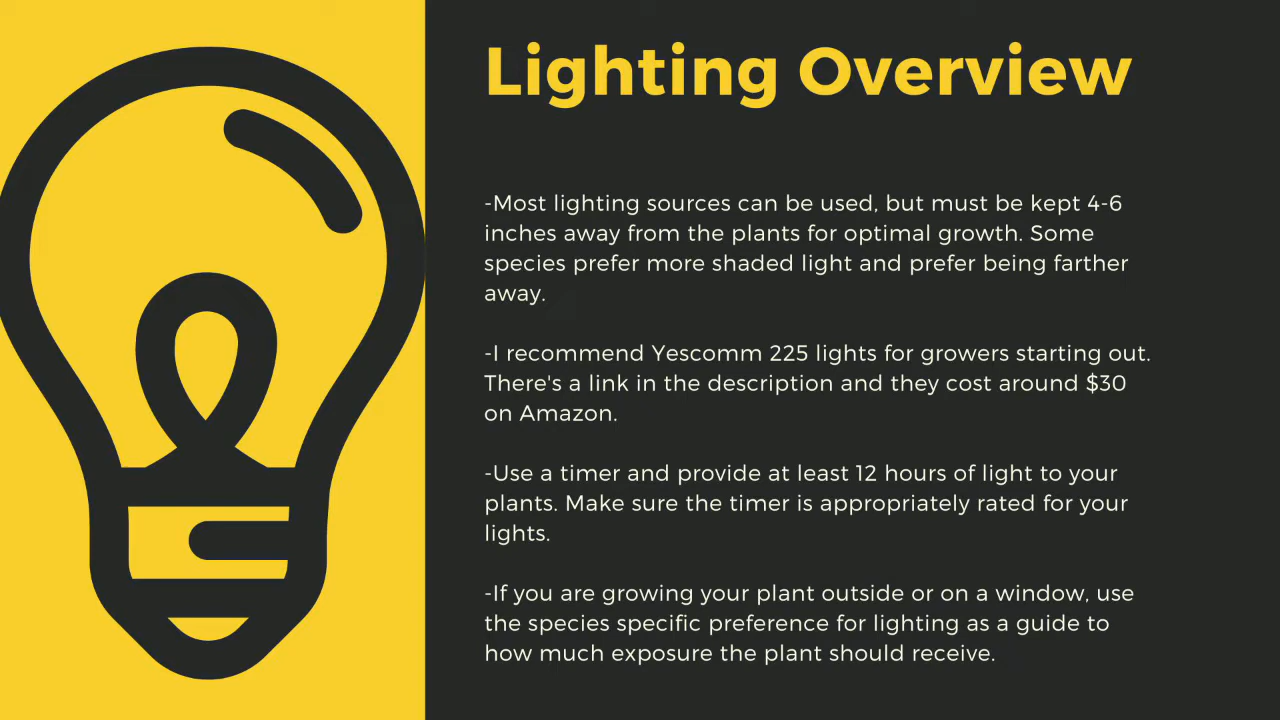 Lighting Overview
-Most lighting sources can be used, but must be kept 4-6
inches away from the plants for optimal growth. Some
species prefer more shaded light and prefer being farther
away.
-I recommend Yescomm 225 lights for growers starting out.
There's a link in the description and they cost around $30
on Amazon.
-Use a timer and provide at least 12 hours of light to your
plants. Make sure the timer is appropriately rated for your
lights.
-If you are growing your plant outside or on a window, use
the species specific preference for lighting as a guide to
how much exposure the plant should receive.